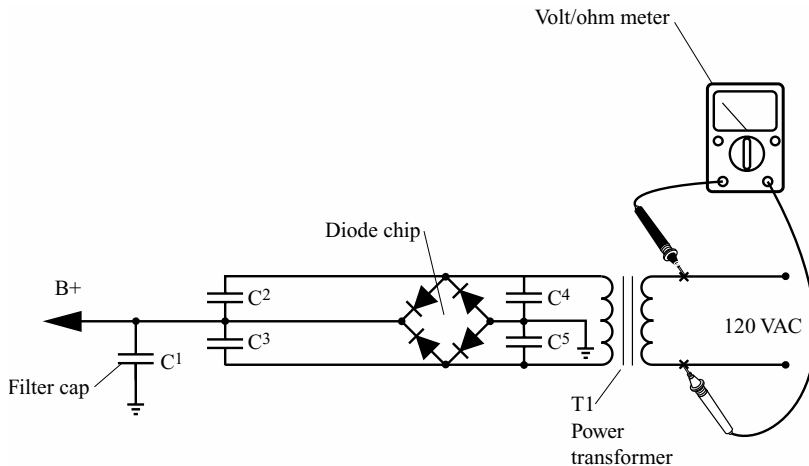 Volt/ohm meter
Diode chip
B+
C2
C4
C3
C5
120 VAC
C1
Filter cap
T1
Power
transformer